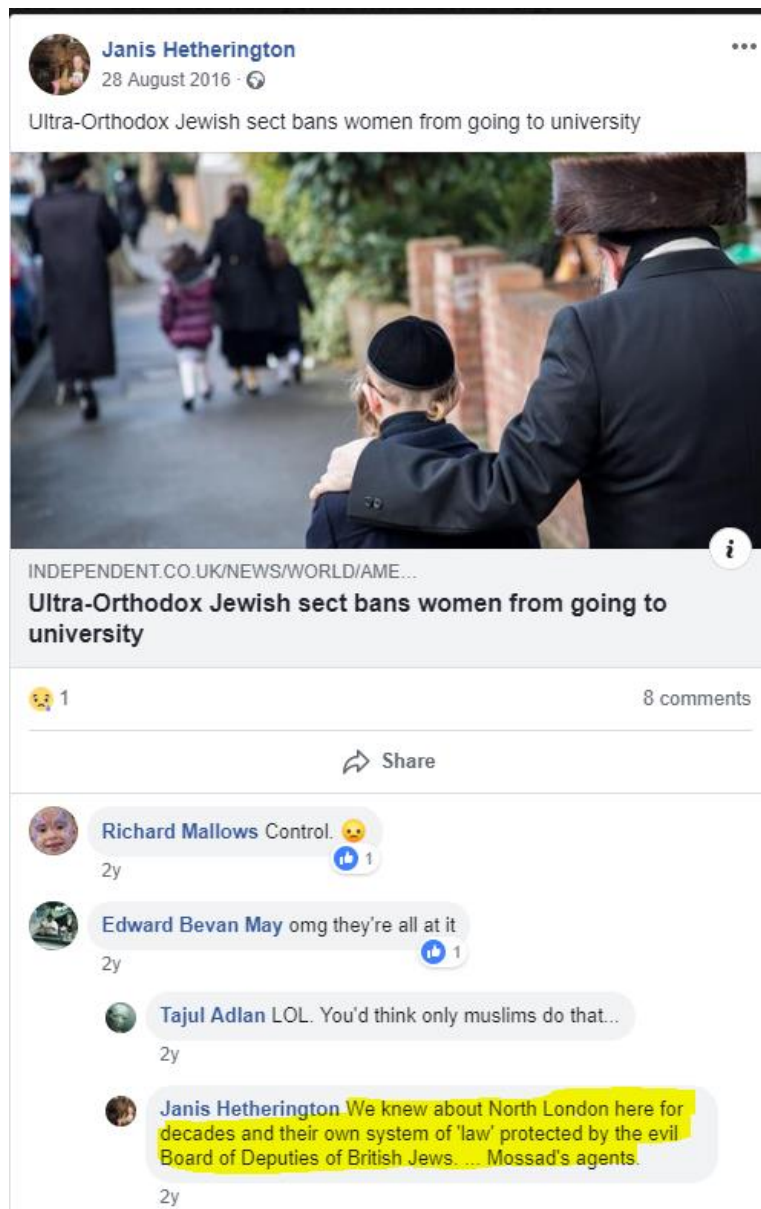 Janis Hetherington
28 August 2016 ·
Ultra-Orthodox Jewish sect bans women from going to university
i
INDEPENDENT.CO.UK/NEWS/WORLD/AME...
Ultra-Orthodox Jewish sect bans women from going to
university
1
8 comments
Share
Richard Mallows Control.
1
2y
Edward Bevan May omg they're all at it
1
2y
Tajul Adlan LOL. You'd think only muslims do that...
2y
Janis Hetherington We knew about North London here for
decades and their own system of 'law' protected by the evil
Board of Deputies of British Jews. ... Mossad's agents.
2y